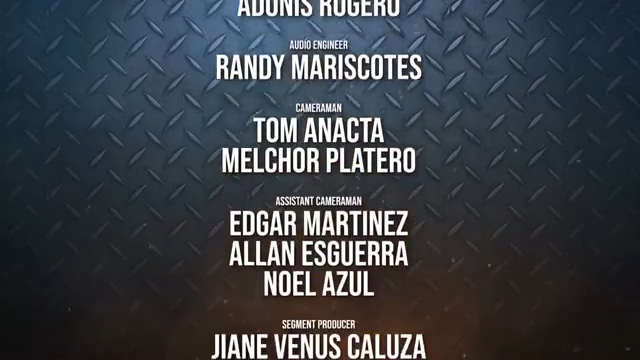 ADONIS ROGERO
AUDIO ENGINEER
RANDY MARISCOTES
CAMERAMAN
TOM ANACTA
MELCHOR PLATERO
ASSISTANT CAMERAMAN
EDGAR MARTINEZ
ALLAN ESGUERRA
NOEL AZUL
SEGMENT PRODUCER
JIANE VENUS CALUZA